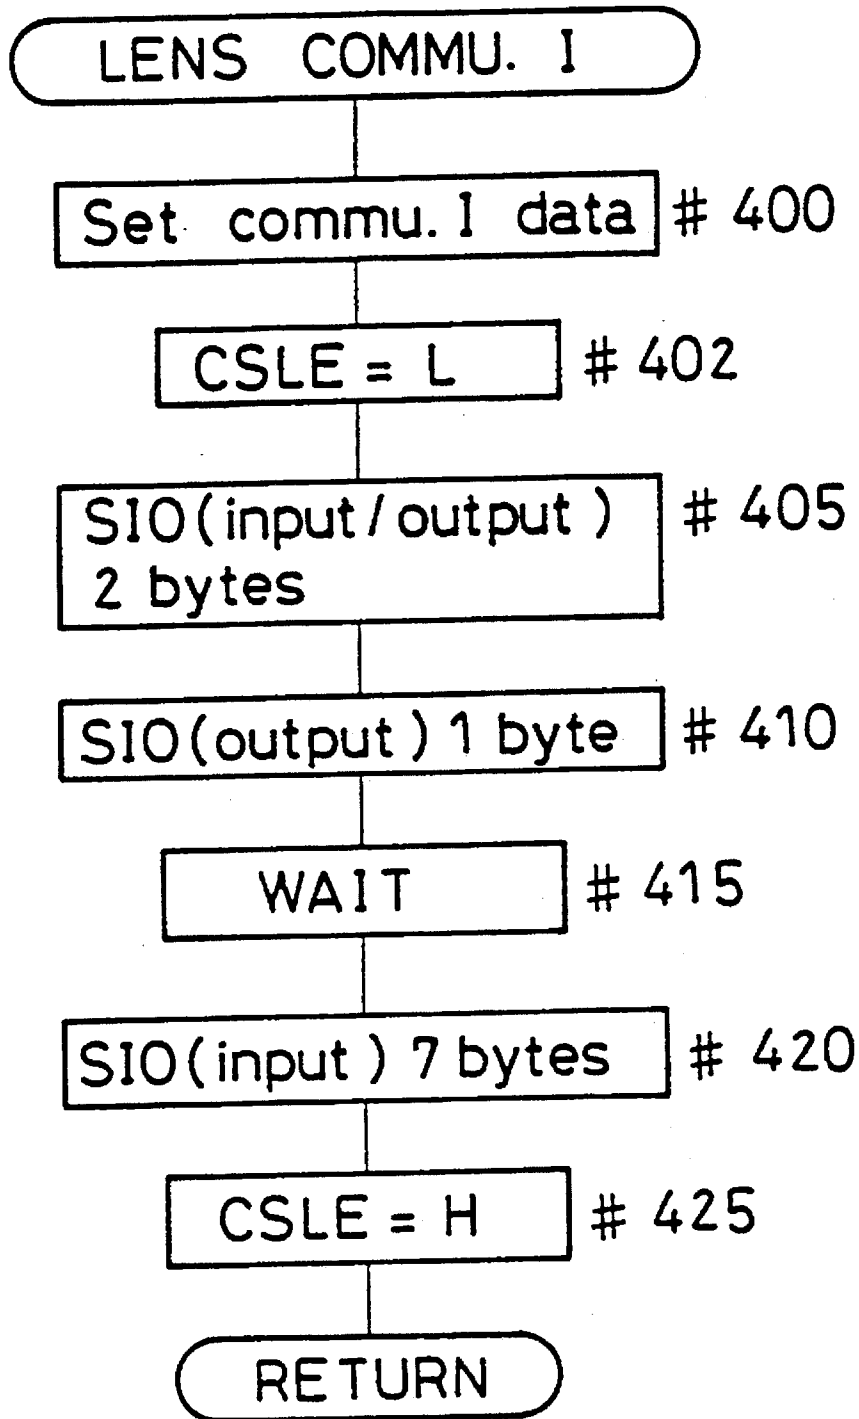 LENS COMMU. I
Set commu. I data # 400
CSLE = L # 402
SIO(input/output) # 405
2 bytes
SIO(output) 1 byte # 410
WAIT # 415
SIO(input) 7 bytes # 420
CSLE = H # 425
RETURN